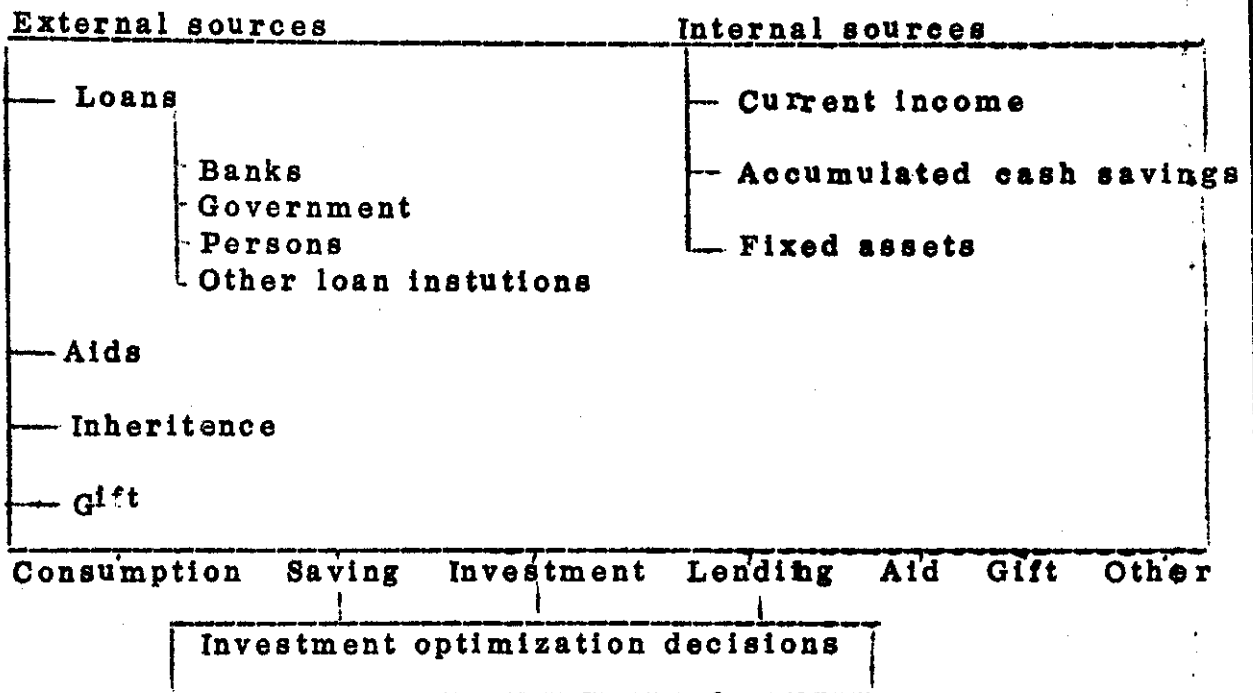 External sources
Internal sources
Loans
Banks
Government
Persons
Other loan instutions
Aids
Inheritence
Gift
Current income
Accumulated cash savings
Fixed assets
Consumption Saving Investment Lending Aid Gift Other
Investment optimization decisions